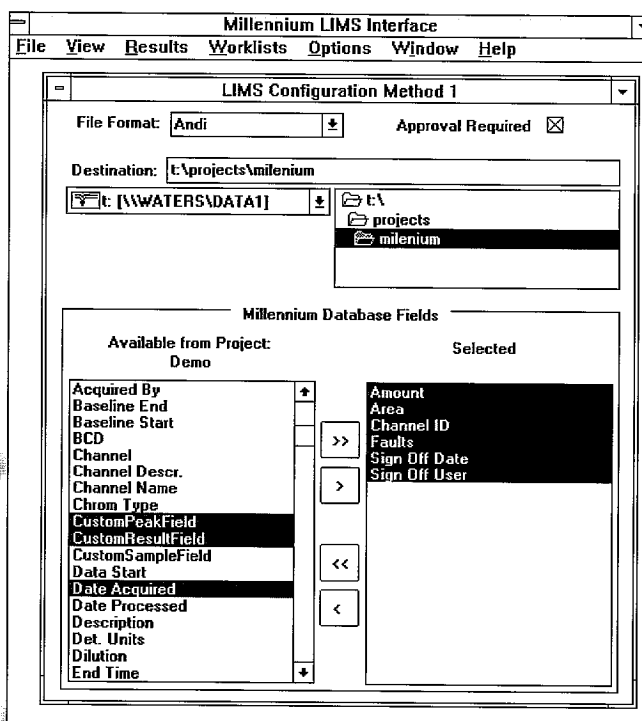 Millennium LIMS Interface
File View Results Worklists Options Window Help
LIMS Configuration Method 1
File Format: Andi Approval Required
Destination: t:\projects\milenium
t: [\\WATERS\DATA1]
t:\
projects
milenium
Millennium Database Fields
Available from Project:
Demo
Selected
Acquired By
Baseline End
Baseline Start
BCD
Channel
Channel Descr.
Channel Name
Chrom Type
CustomPeakField
CustomResultField
CustomSampleField
Data Start
Date Acquired
Date Processed
Description
Det. Units
Dilution
End Time
>>
>
<<
<
Amount
Area
Channel ID
Faults
Sign Off Date
Sign Off User